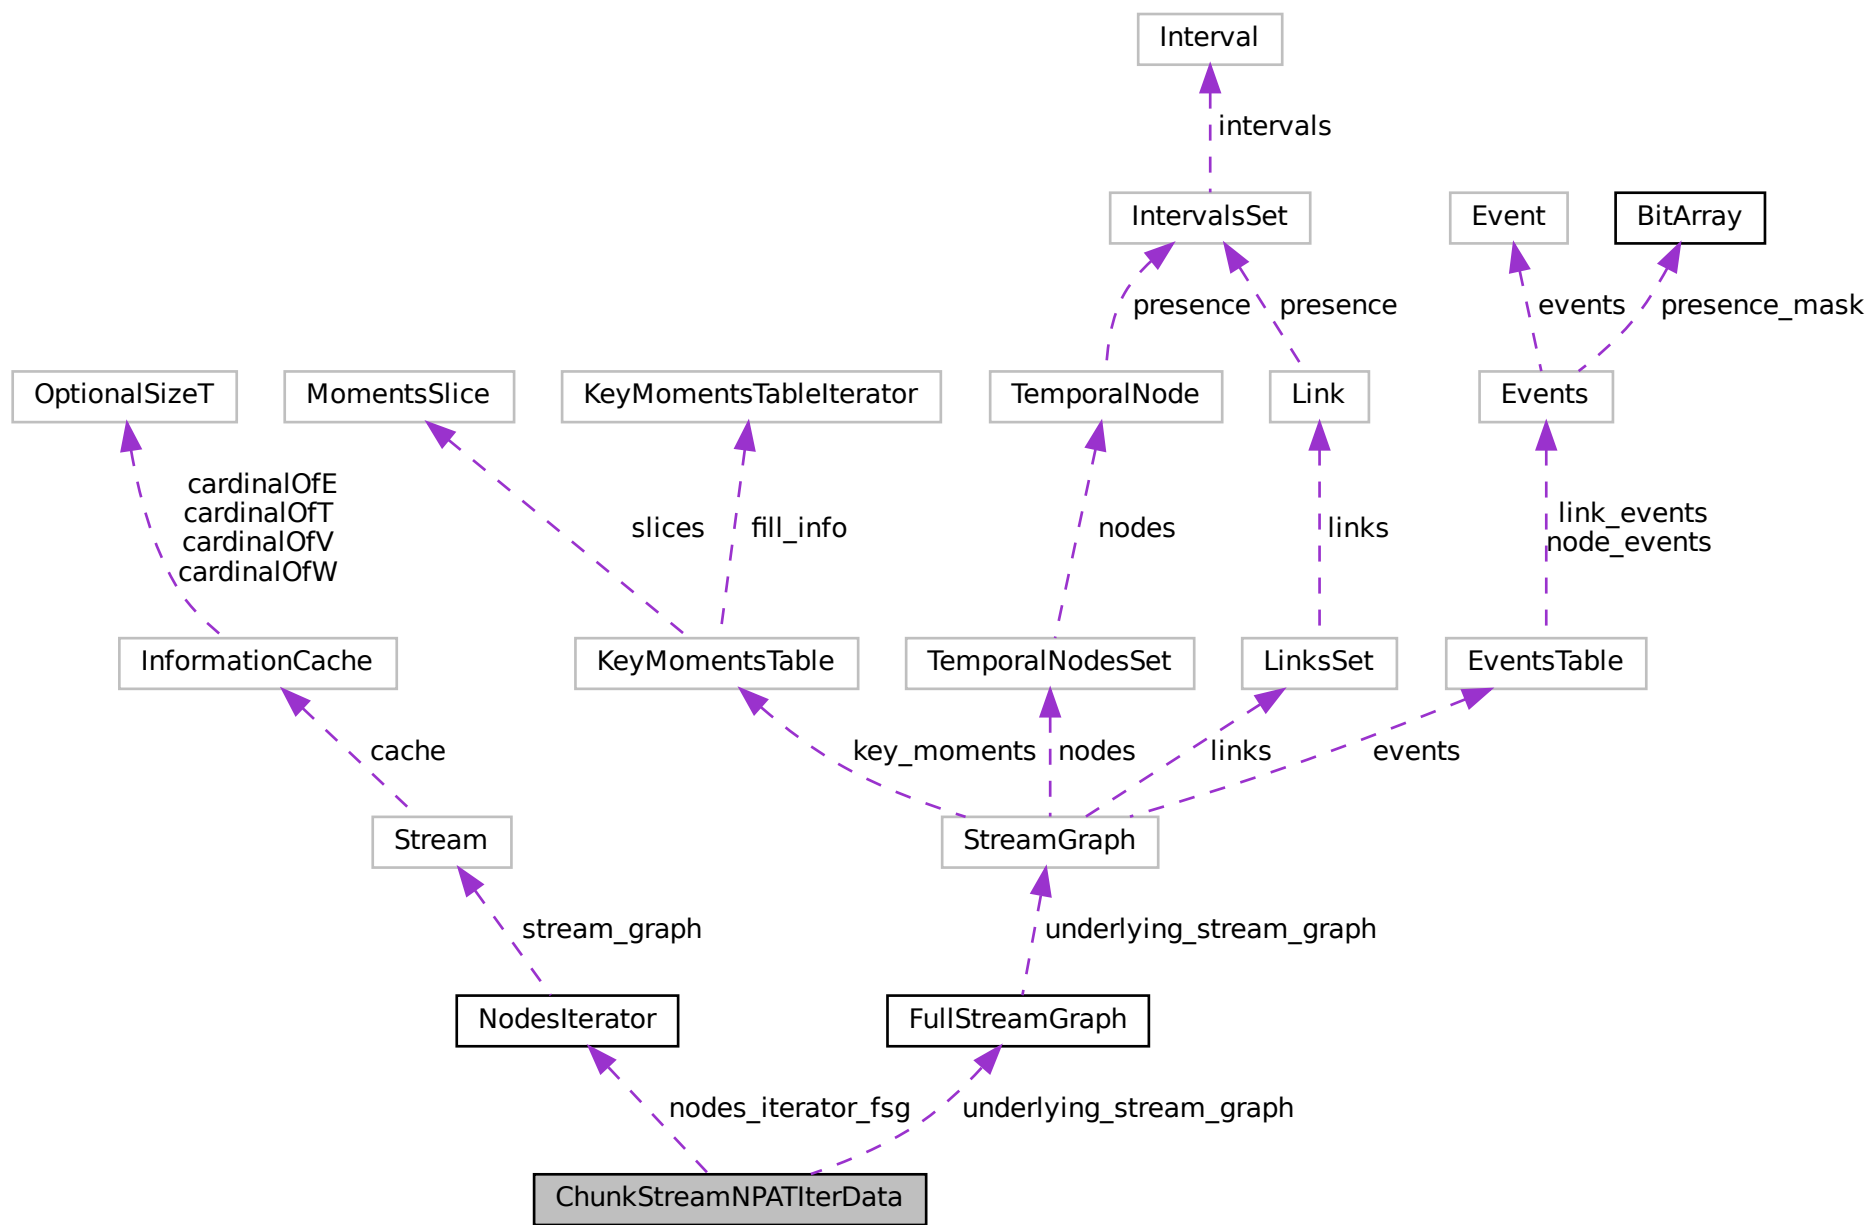 Interval
intervals
IntervalsSet
Event
BitArray
presence
presence
events
presence_mask
OptionalSizeT
MomentsSlice
KeyMomentsTableIterator
TemporalNode
Link
Events
cardinalOfE
cardinalOfT
cardinalOfV
cardinalOfW
slices
fill_info
nodes
links
link_events
node_events
InformationCache
KeyMomentsTable
TemporalNodesSet
LinksSet
EventsTable
cache
key_moments
nodes
links
events
Stream
StreamGraph
stream_graph
underlying_stream_graph
NodesIterator
FullStreamGraph
nodes_iterator_fsg
underlying_stream_graph
ChunkStreamNPATIterData